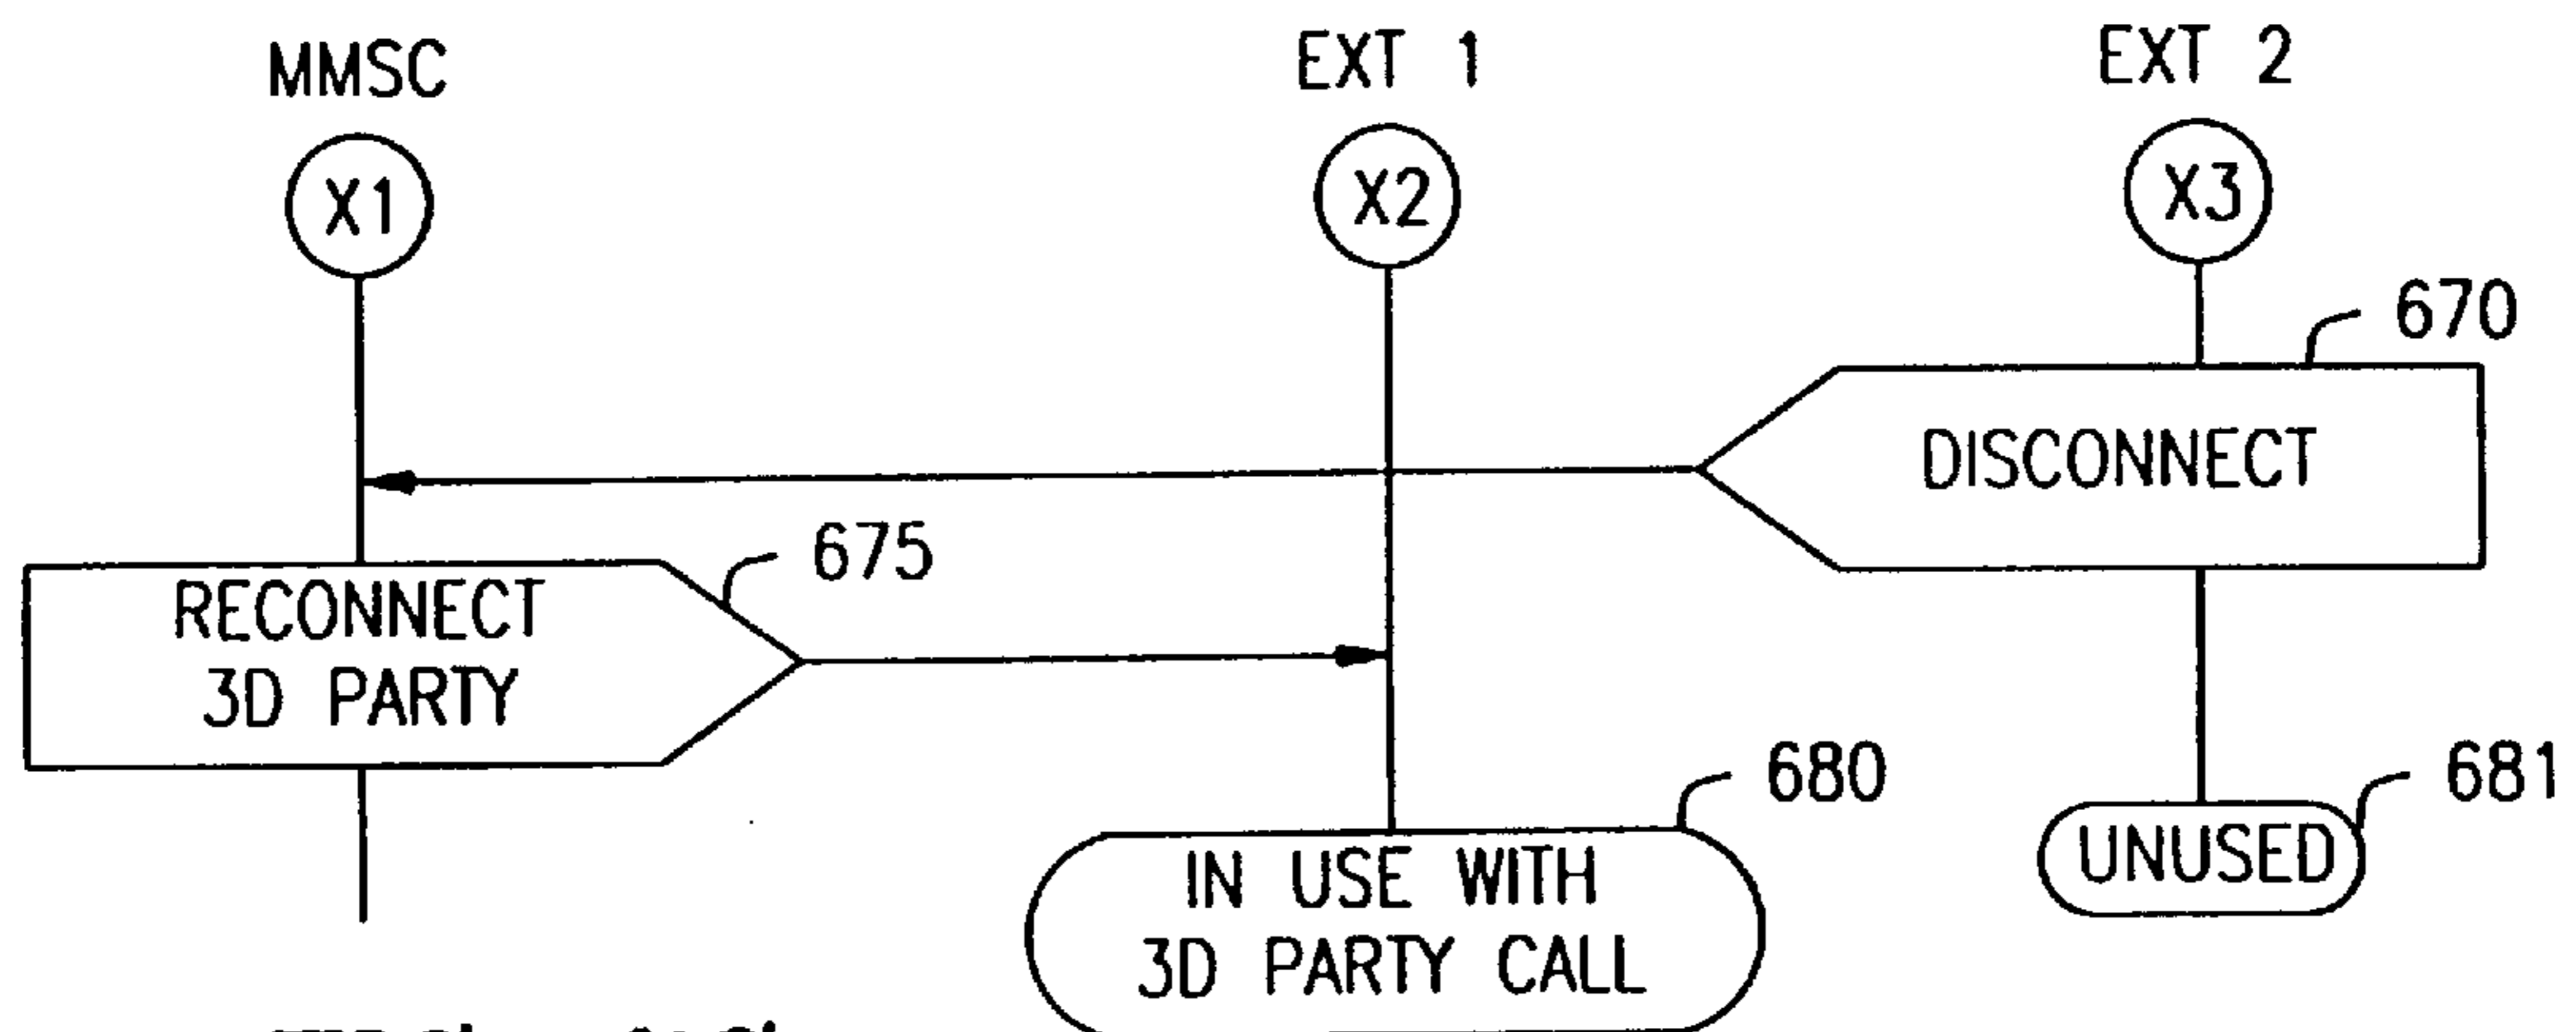 MMSC
EXT 1
EXT 2
X1
X2
X3
670
DISCONNECT
675
RECONNECT
3D PARTY
680
681
IN USE WITH
3D PARTY CALL
UNUSED